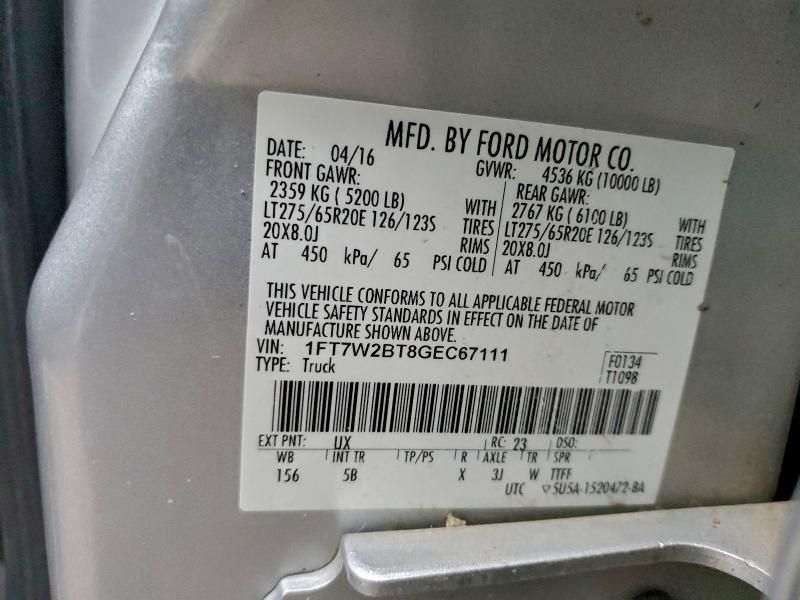 MFD. BY FORD MOTOR CO.
DATE: 04/16 GVWR: 4536 KG (10000 LB)
FRONT GAWR: REAR GAWR:
2359 KG ( 5200 LB) WITH 2767 KG ( 6100 LB) WITH
LT275/65R20E 126/123S TIRES LT275/65R20E 126/123S TIRES
20X8.0J RIMS 20X8.0J RIMS
AT 450 kPa/ 65 PSI COLD AT 450 kPa/ 65 PSI COLD
THIS VEHICLE CONFORMS TO ALL APPLICABLE FEDERAL MOTOR
VEHICLE SAFETY STANDARDS IN EFFECT ON THE DATE OF
MANUFACTURE SHOWN ABOVE.
VIN: 1FT7W2BT8GEC67111 F0134
TYPE: Truck T1098
EXT PNT: UX RC: 23 DSO:
WB INT TR TP/PS R AXLE TR SPR
156 5B X 3J W TTFF
UTC ▽5U5A-1520472-BA